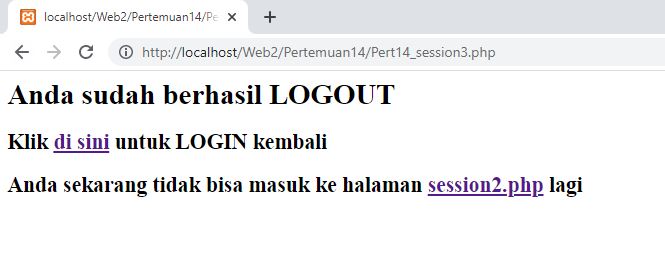 localhost/Web2/Pertemuan14/Pe
http://localhost/Web2/Pertemuan14/Pert14_session3.php
Anda sudah berhasil LOGOUT
Klik di sini untuk LOGIN kembali
Anda sekarang tidak bisa masuk ke halaman session2.php lagi